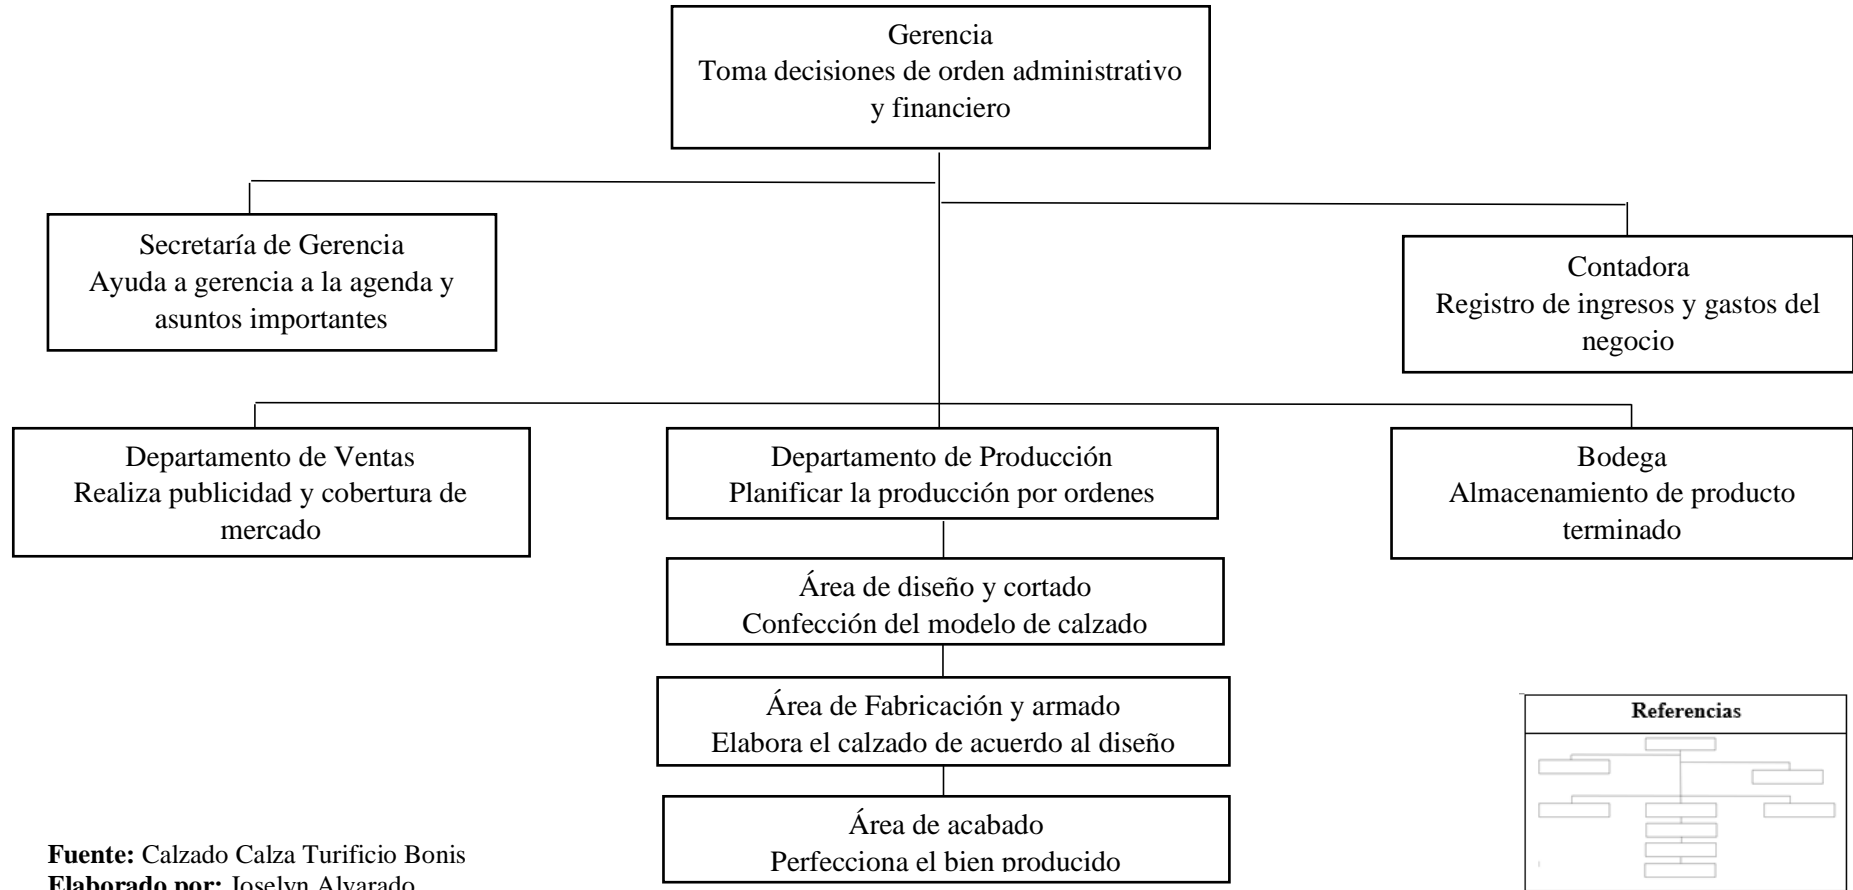 Gerencia
Toma decisiones de orden administrativo
y financiero
Secretaría de Gerencia
Ayuda a gerencia a la agenda y
asuntos importantes
Contadora
Registro de ingresos y gastos del
negocio
Departamento de Ventas
Realiza publicidad y cobertura de
mercado
Departamento de Producción
Planificar la producción por ordenes
Bodega
Almacenamiento de producto
terminado
Área de diseño y cortado
Confección del modelo de calzado
Área de Fabricación y armado
Elabora el calzado de acuerdo al diseño
Área de acabado
Perfecciona el bien producido
Referencias
Fuente: Calzado Calza Turificio Bonis
Elaborado por: Joselyn Alvarado